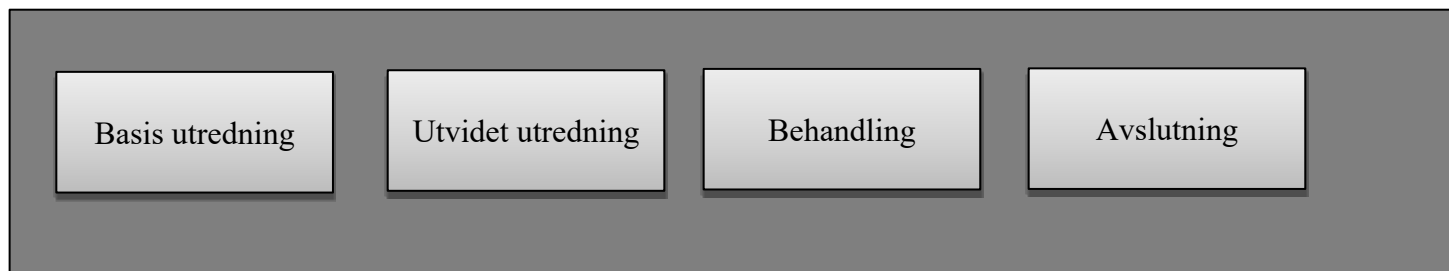 Basis utredning
Utvidet utredning
Behandling
Avslutning